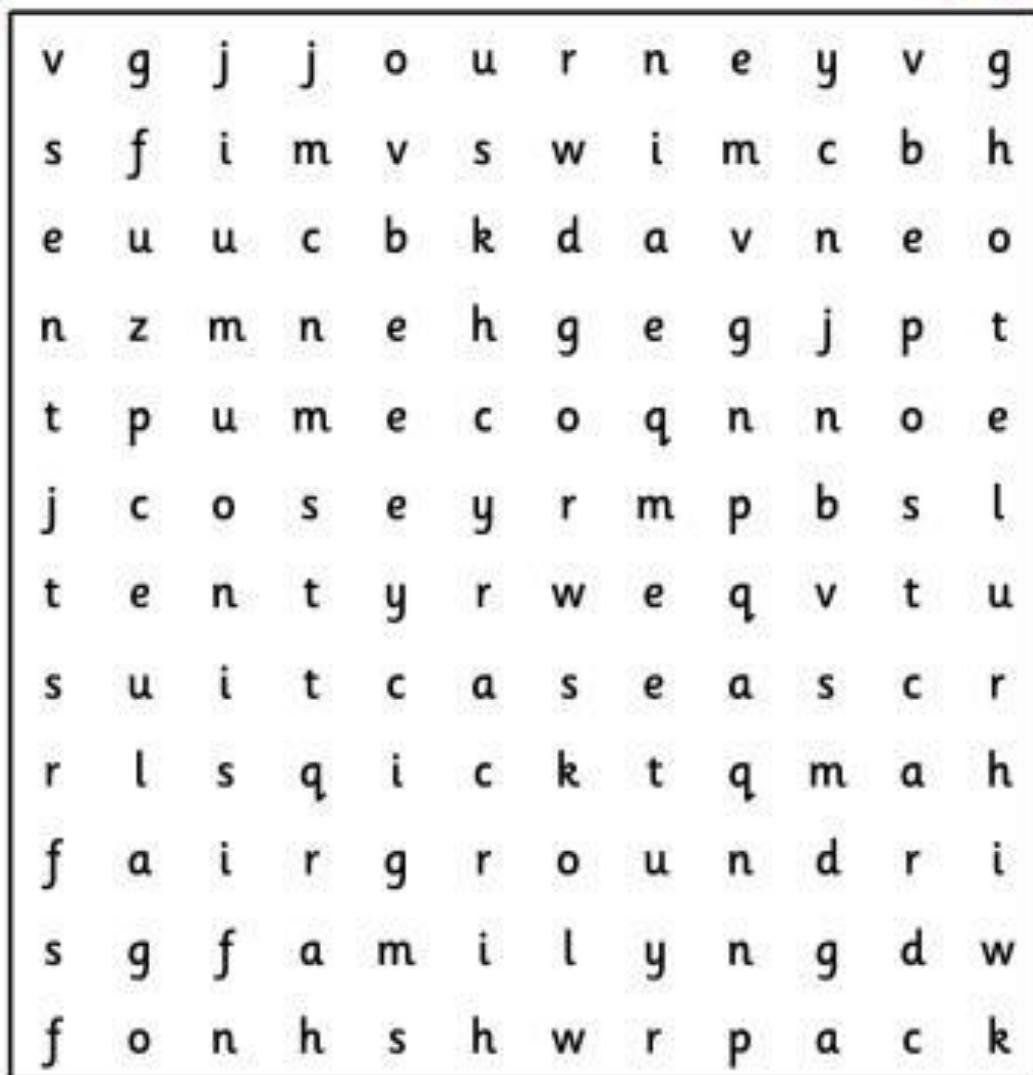 v g j j o u r n e y v g
s f i m v s w i m c b h
e u u c b k d a v n e o
n z m n e h g e g j p t
t p u m e c o q n n o e
j c o s e y r m p b s l
t e n t y r w e q v t u
s u i t c a s e a s c r
r l s q i c k t q m a h
f a i r g r o u n d r i
s g f a m i l y n g d w
f o n h s h w r p a c k